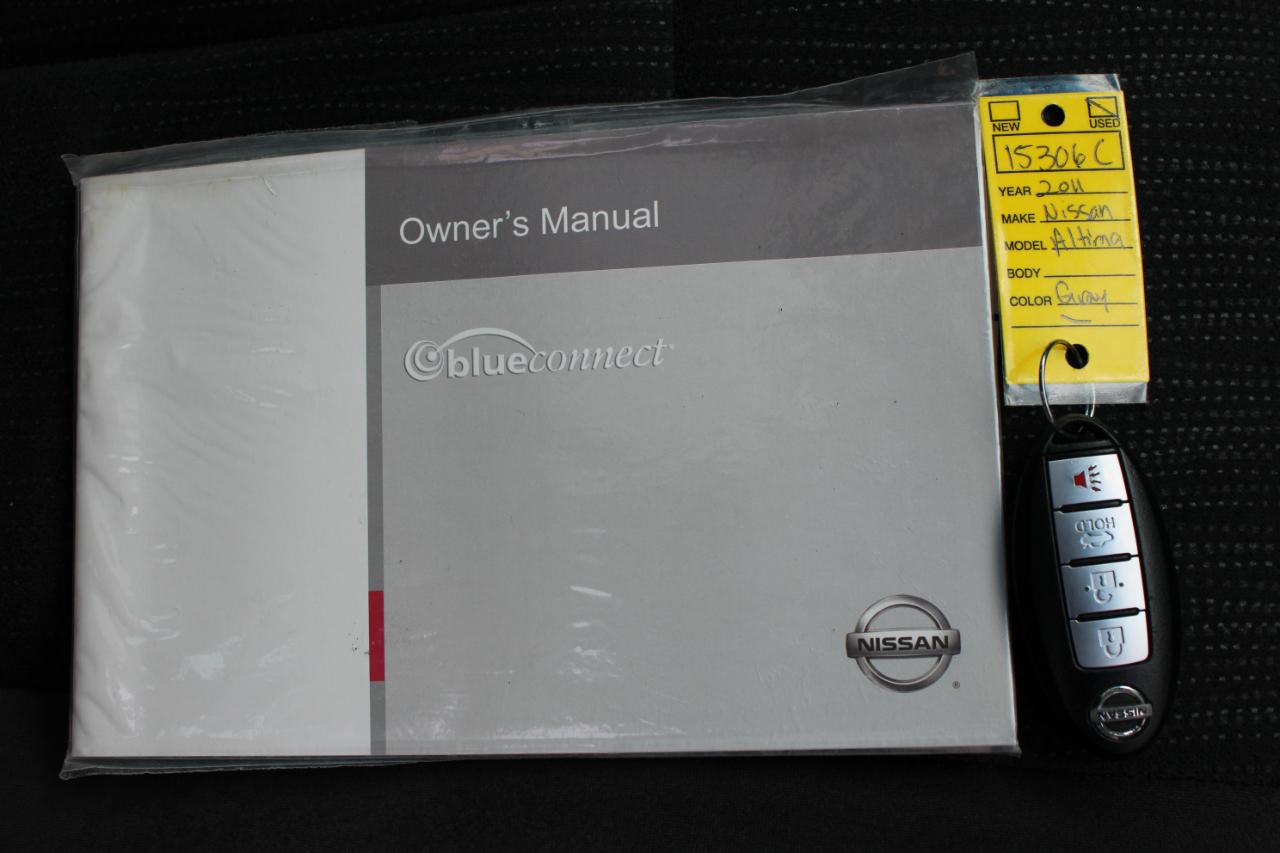 Owner's Manual
blueconnect
NISSAN
®
NEW USED
15306C
YEAR 2011
MAKE Nissan
MODEL Altima
BODY
COLOR Gray
HOLD
NISSAN